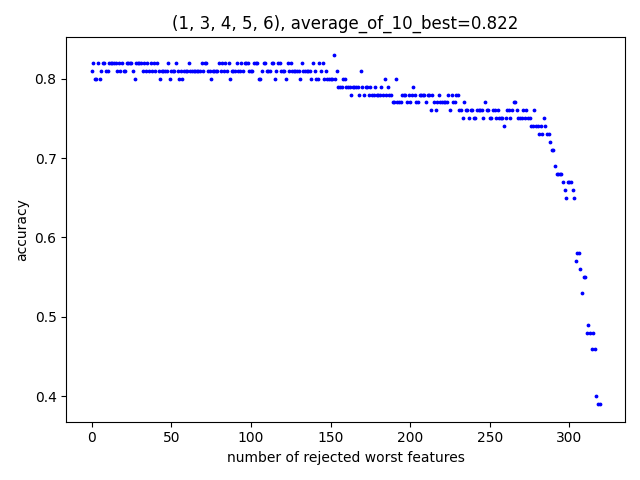 (1, 3, 4, 5, 6), average_of_10_best=0.822
accuracy
0.8
0.7
0.6
0.5
0.4
0 50 100 150 200 250 300
number of rejected worst features